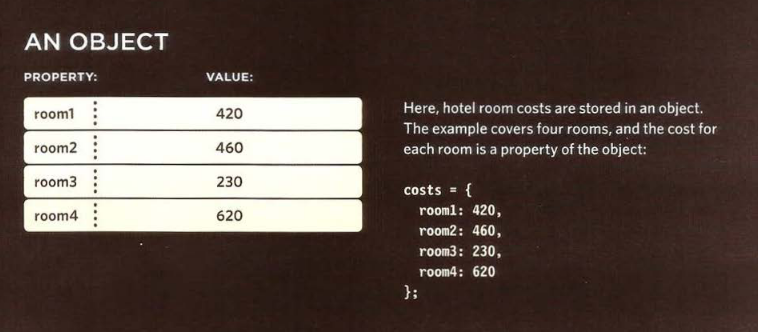 AN OBJECT
PROPERTY: VALUE:
room1 420
room2 460
room3 230
room4 620
Here, hotel room costs are stored in an object.
The example covers four rooms, and the cost for
each room is a property of the object:
costs = {
room1: 420,
room2: 460,
room3: 230,
room4: 620
};